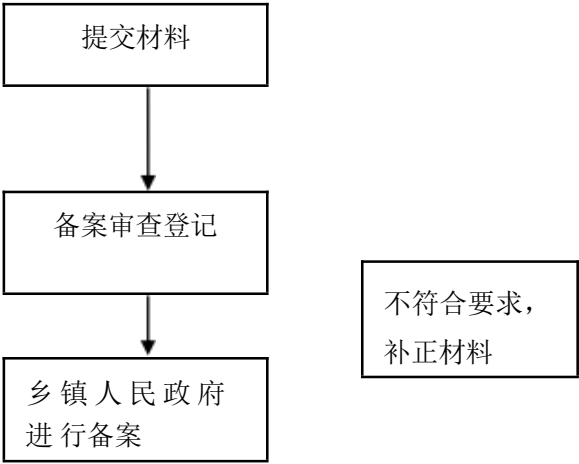 提交材料
备案审查登记
不符合要求，
补正材料
乡镇人民政府
进行备案